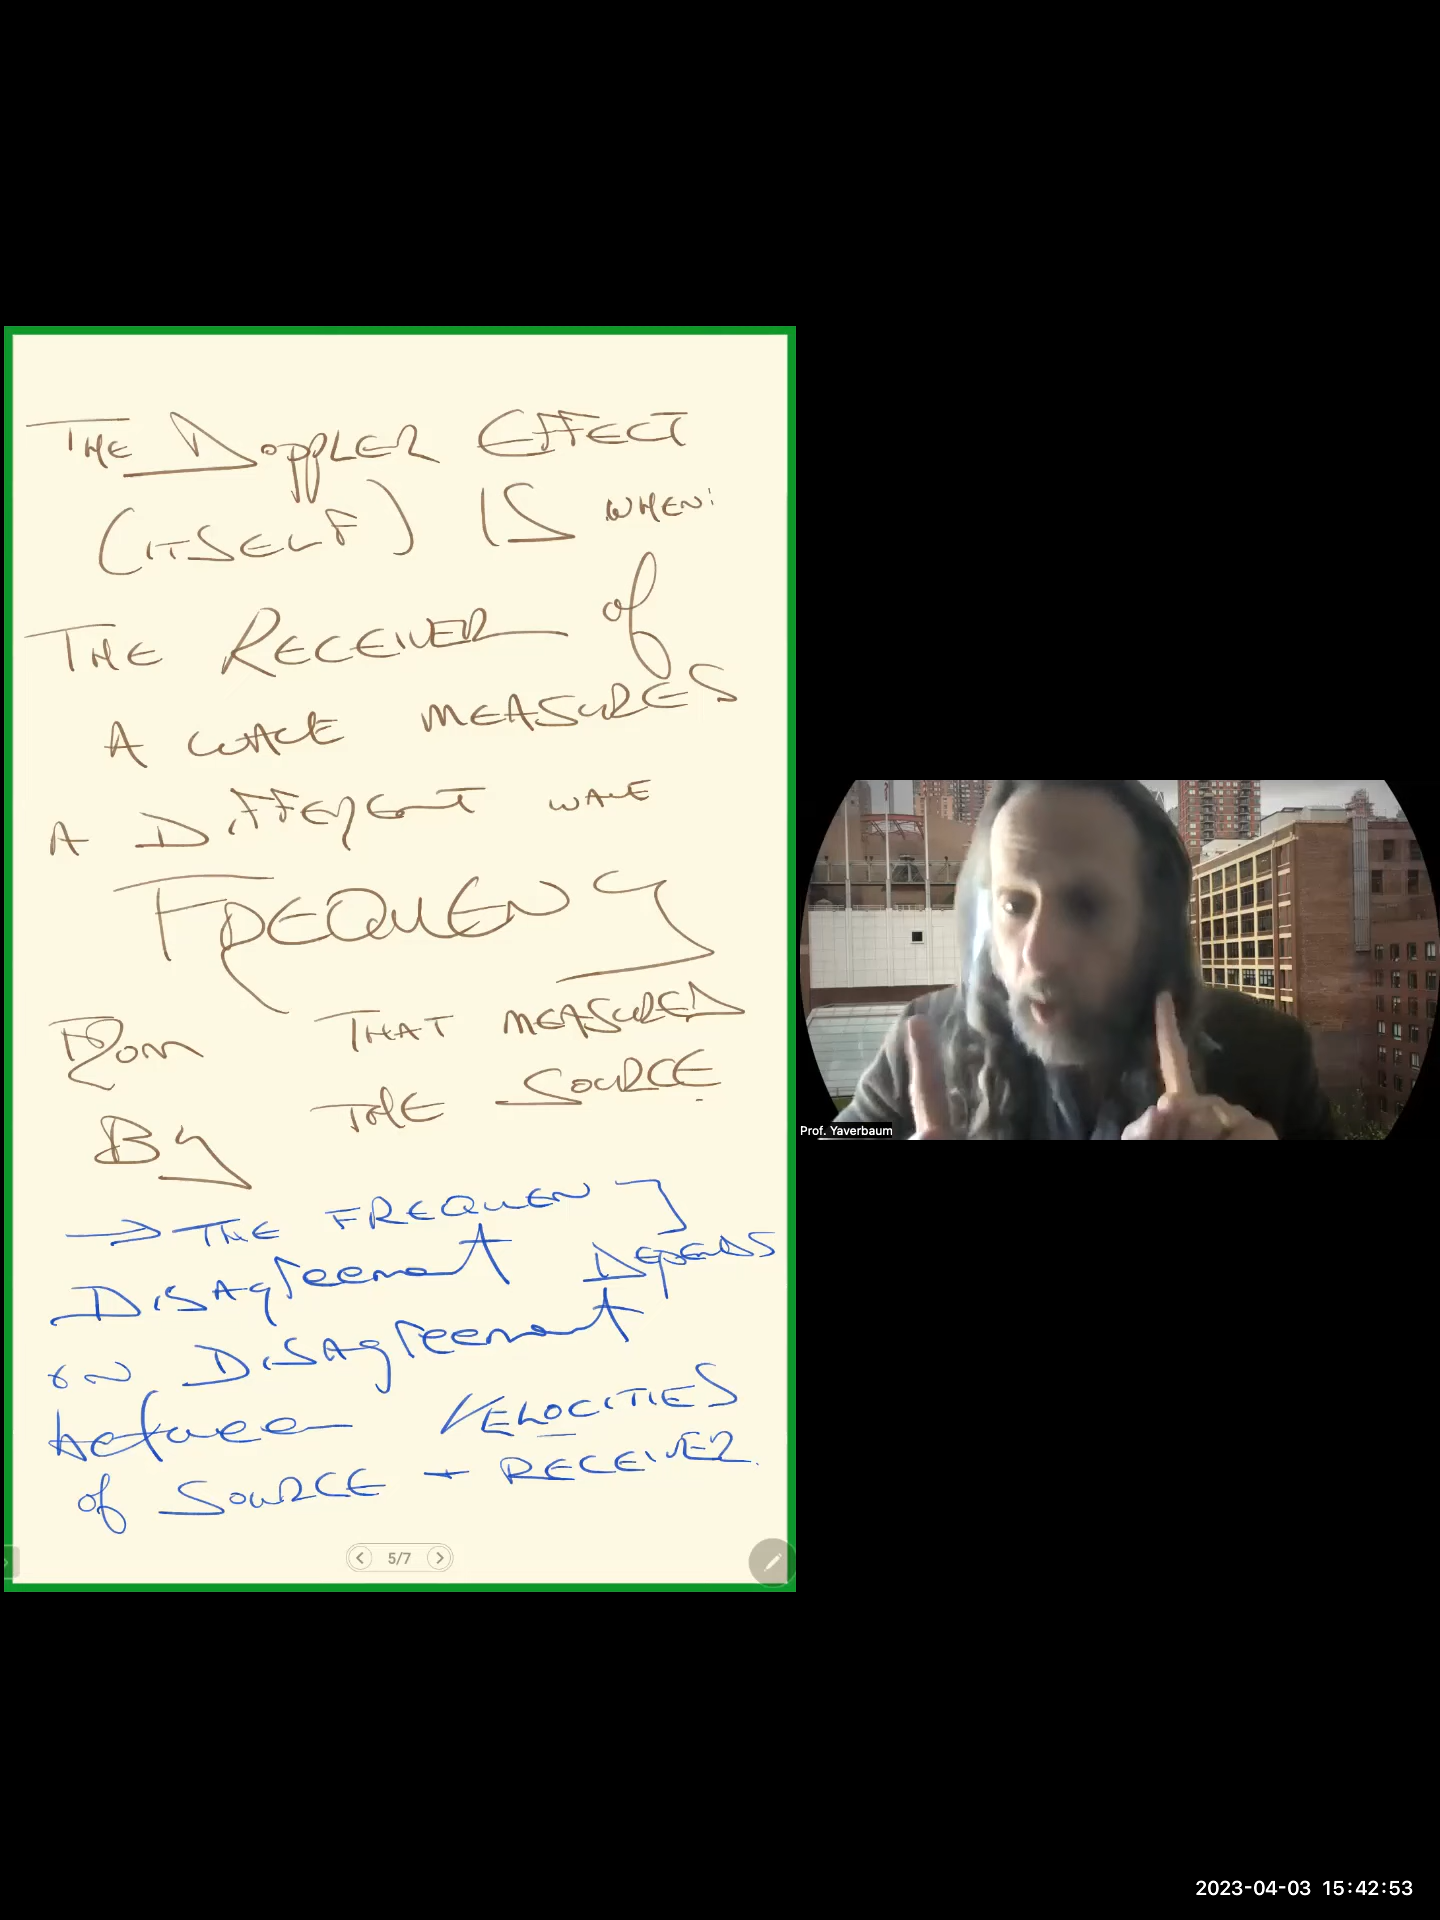 THE DOPPLER EFFECT
(ITSELF) IS WHEN:
THE RECEIVER of
A WAVE MEASURES
A DIFFERENT WAVE
FREQUENCY
FROM THAT MEASURED
By THE SOURCE.
→ THE FREQUENCY
DISAgreement DEPENDS
ON DISAgreement
between VELOCITIES
of SOURCE + RECEIVER.
5/7
Prof. Yaverbaum
2023-04-03 15:42:53